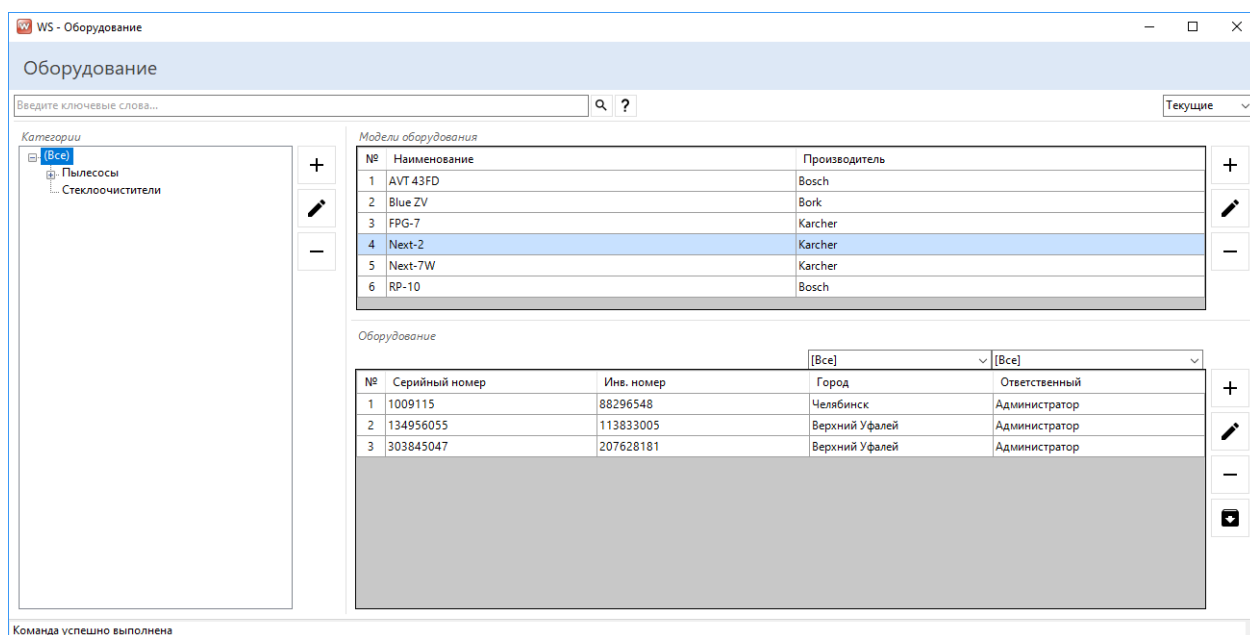 WS - Оборудование
Оборудование
Введите ключевые слова...
?
Текущие
Категории
(Все)
Пылесосы
Стеклоочистители
Модели оборудования
№ Наименование Производитель
1 AVT 43FD Bosch
2 Blue ZV Bork
3 FPG-7 Karcher
4 Next-2 Karcher
5 Next-7W Karcher
6 RP-10 Bosch
Оборудование
[Все] [Все]
№ Серийный номер Инв. номер Город Ответственный
1 1009115 88296548 Челябинск Администратор
2 134956055 113833005 Верхний Уфалей Администратор
3 303845047 207628181 Верхний Уфалей Администратор
Команда успешно выполнена